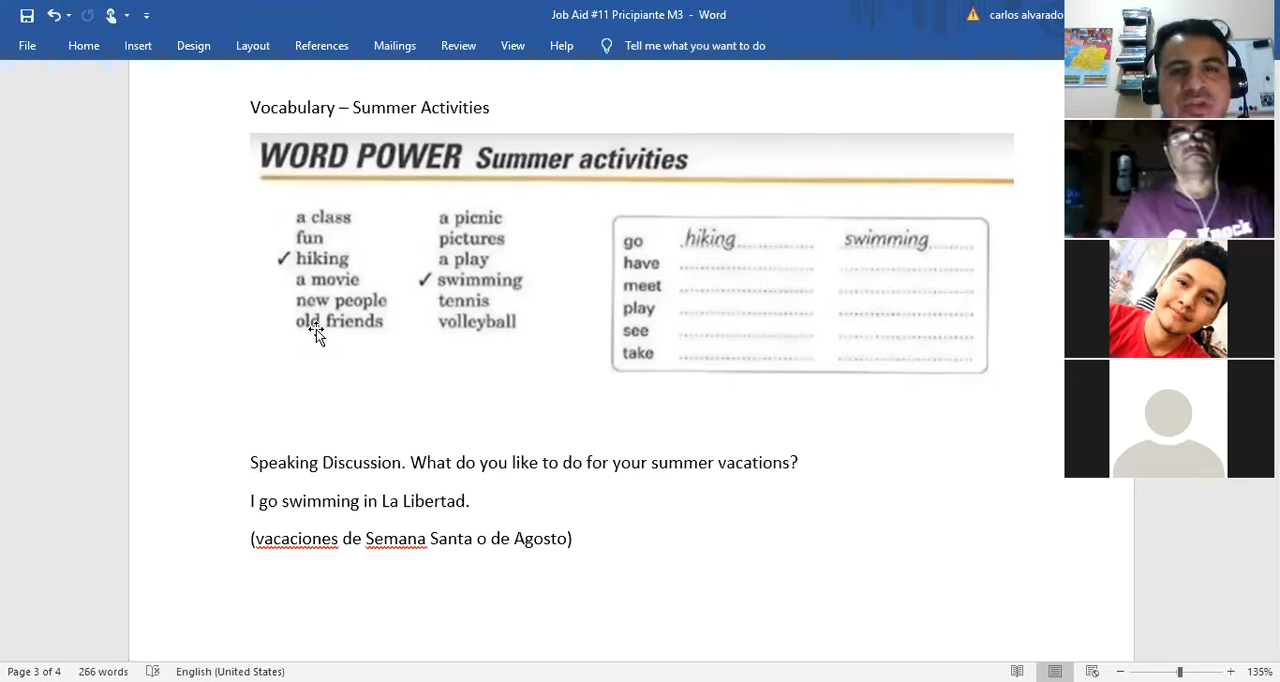 Job Aid #11 Pricipiante M3 - Word
carlos alvarado
File Home Insert Design Layout References Mailings Review View Help Tell me what you want to do
Vocabulary – Summer Activities
WORD POWER Summer activities
a class
fun
✓ hiking
a movie
new people
old friends
a picnic
pictures
a play
✓ swimming
tennis
volleyball
go hiking swimming
have
meet
play
see
take
Speaking Discussion. What do you like to do for your summer vacations?
I go swimming in La Libertad.
(vacaciones de Semana Santa o de Agosto)
Page 3 of 4 266 words English (United States) 135%